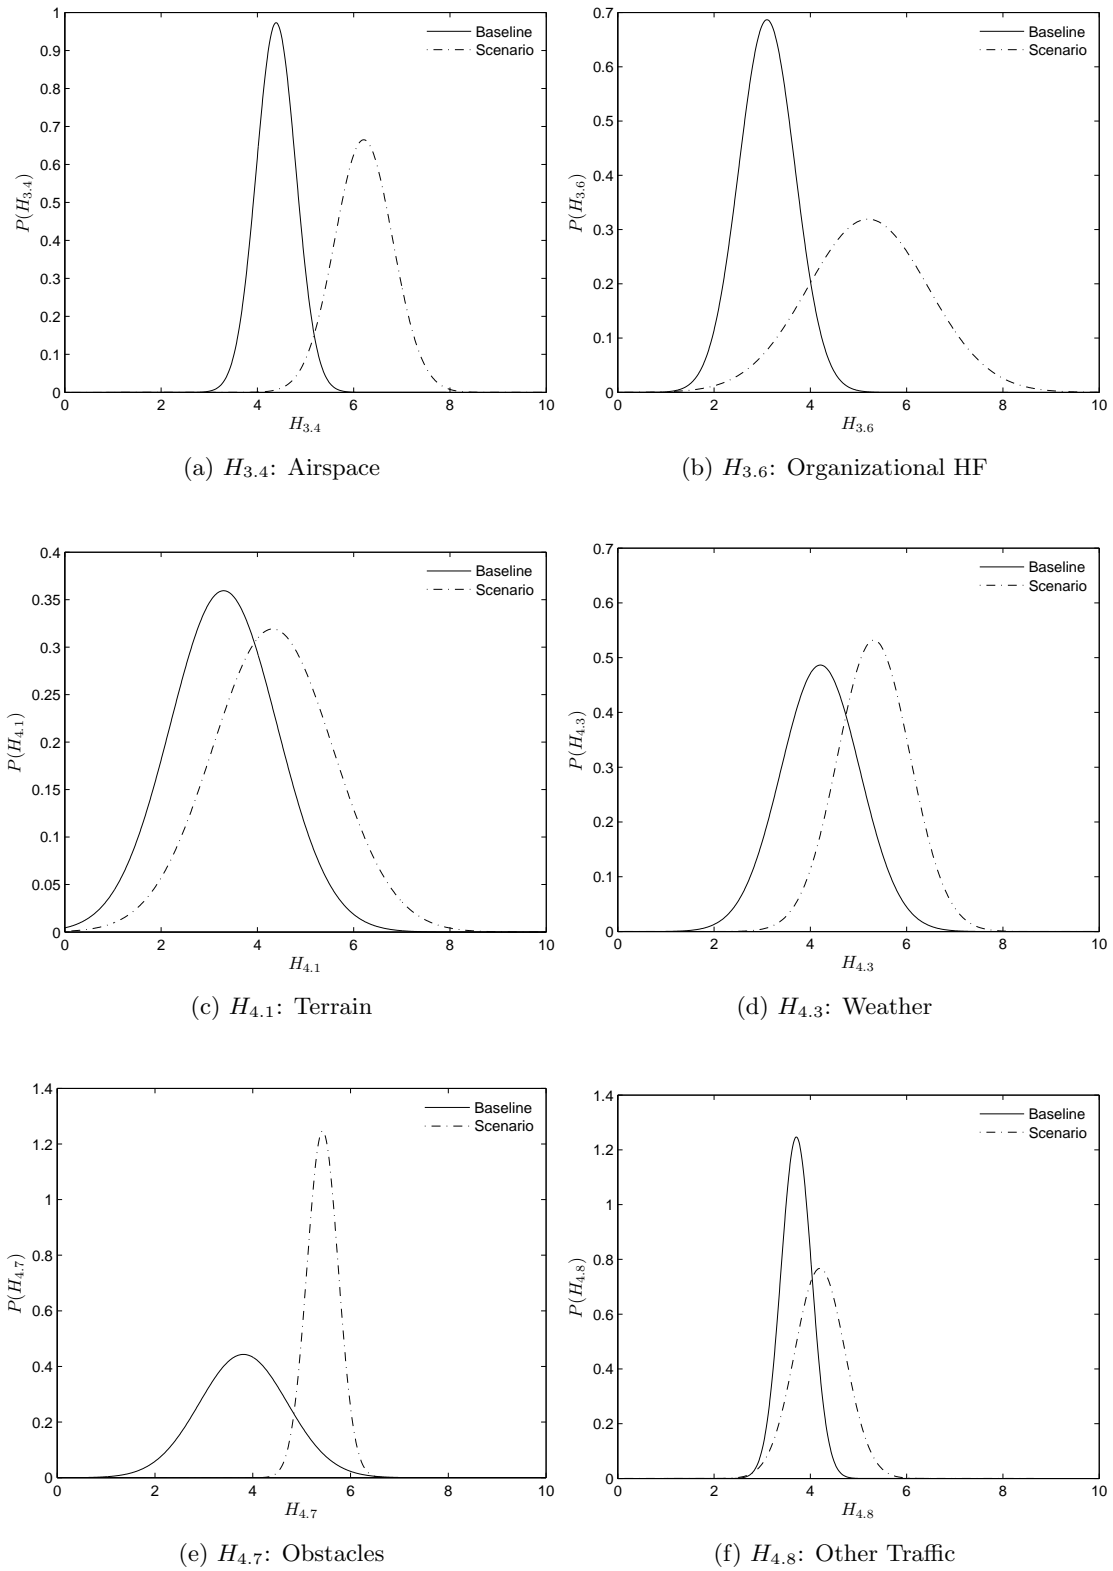 1
0.9
0.8
0.7
0.6
0.5
0.4
0.3
0.2
0.1
0
P(H3.4)
Baseline
Scenario
0 2 4 6 8 10
H3.4
(a) H3.4: Airspace
0.7
0.6
0.5
0.4
0.3
0.2
0.1
0
P(H3.6)
Baseline
Scenario
0 2 4 6 8 10
H3.6
(b) H3.6: Organizational HF
0.4
0.35
0.3
0.25
0.2
0.15
0.1
0.05
0
P(H4.1)
Baseline
Scenario
0 2 4 6 8 10
H4.1
(c) H4.1: Terrain
0.7
0.6
0.5
0.4
0.3
0.2
0.1
0
P(H4.3)
Baseline
Scenario
0 2 4 6 8 10
H4.3
(d) H4.3: Weather
1.4
1.2
1
0.8
0.6
0.4
0.2
0
P(H4.7)
Baseline
Scenario
0 2 4 6 8 10
H4.7
(e) H4.7: Obstacles
1.4
1.2
1
0.8
0.6
0.4
0.2
0
P(H4.8)
Baseline
Scenario
0 2 4 6 8 10
H4.8
(f) H4.8: Other Traffic